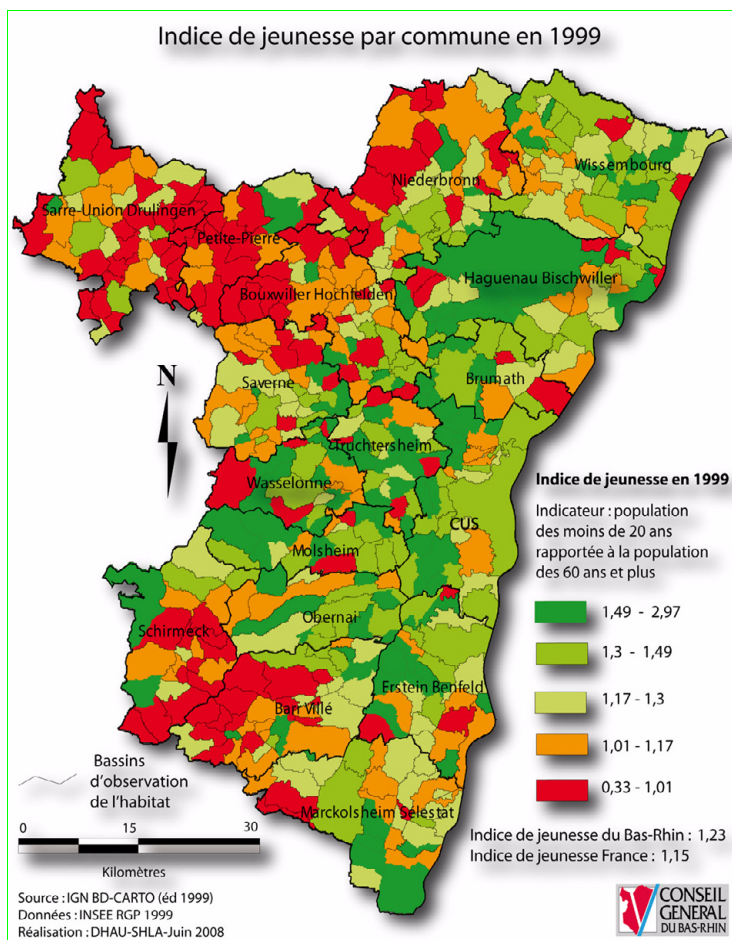 Indice de jeunesse par commune en 1999
Wissembourg
Niederbronn
Sarre-Union Drulingen
Petite-Pierre
Haguenau Bischwiller
Bouxwiller Hochfelden
N
Saverne
Brumath
Truchtersheim
Wasselonne
CUS
Molsheim
Obernai
Schirmeck
Erstein Benfeld
Barr Villé
Marckolsheim Sélestat
Indice de jeunesse en 1999
Indicateur : population
des moins de 20 ans
rapportée à la population
des 60 ans et plus
1,49 - 2,97
1,3 - 1,49
1,17 - 1,3
1,01 - 1,17
0,33 - 1,01
Bassins
d'observation
de l'habitat
0 15 30
Kilomètres
Indice de jeunesse du Bas-Rhin : 1,23
Indice de jeunesse France : 1,15
Source : IGN BD-CARTO (éd 1999)
Données : INSEE RGP 1999
Réalisation : DHAU-SHLA-Juin 2008
CONSEIL
GENERAL
DU BAS-RHIN